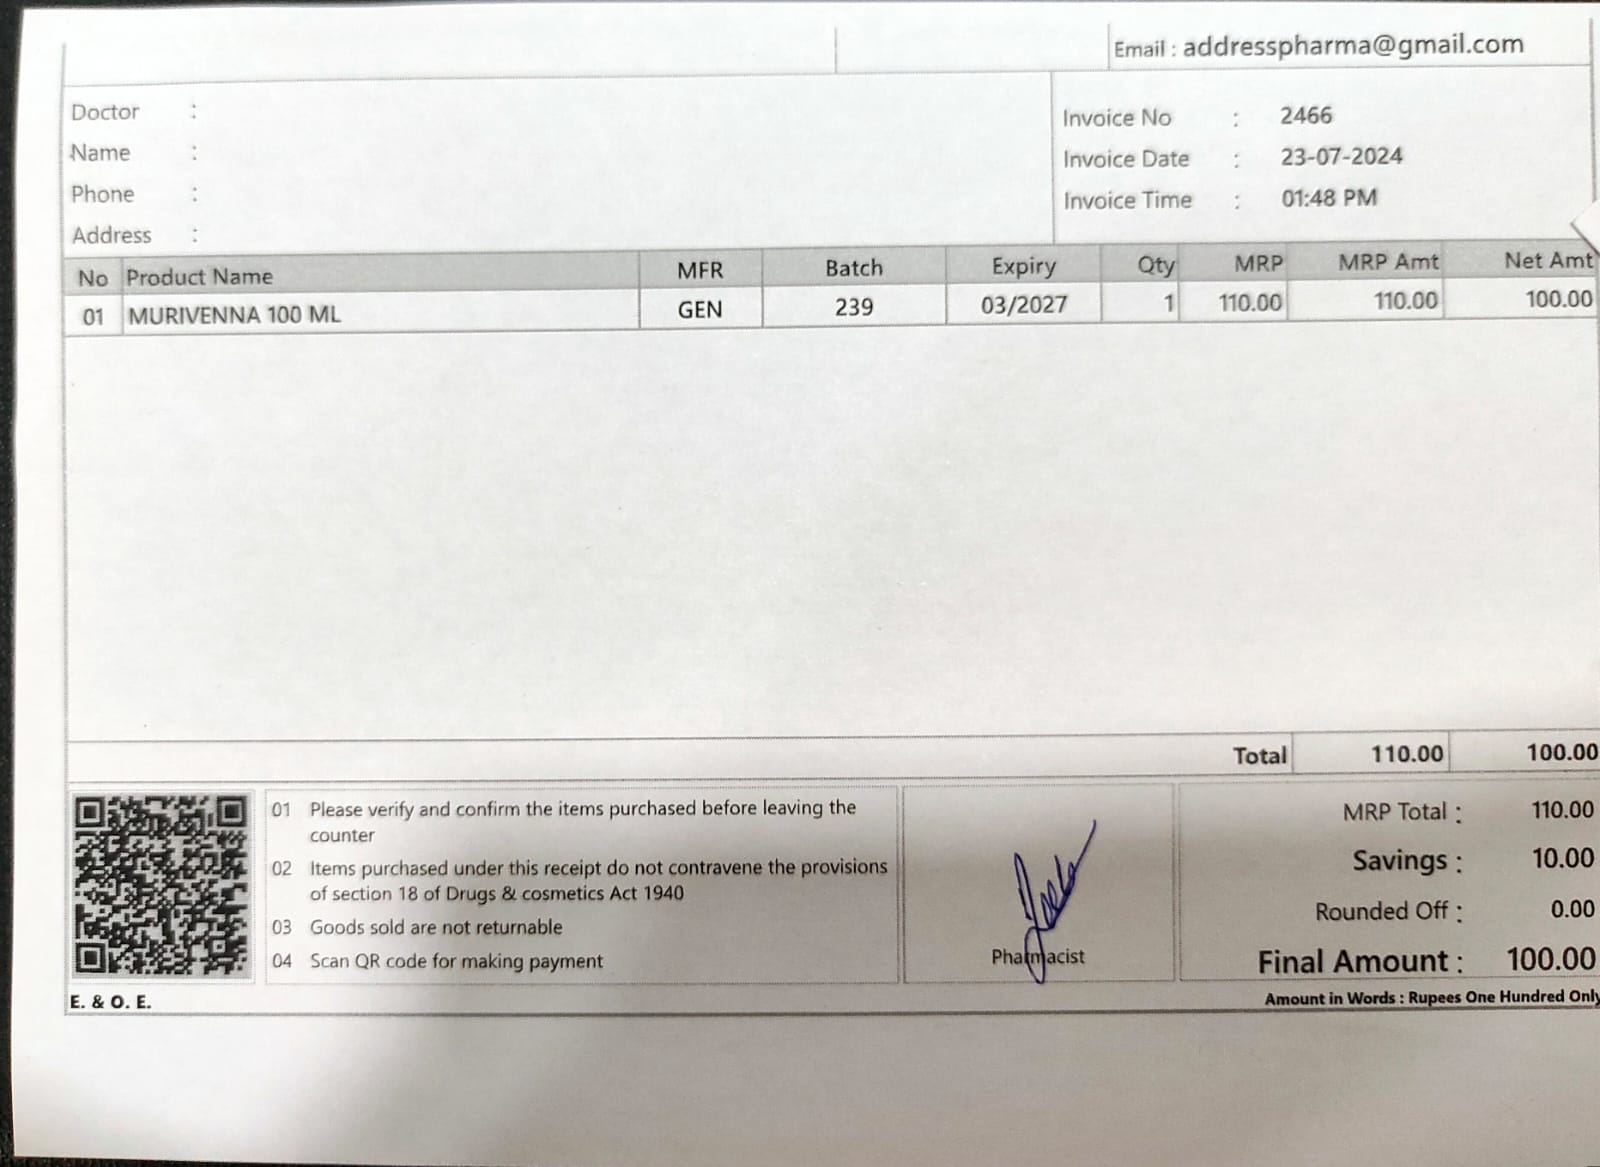 Email : addresspharma@gmail.com
Doctor :
Name :
Phone :
Address :
Invoice No : 2466
Invoice Date : 23-07-2024
Invoice Time : 01:48 PM
No Product Name MFR Batch Expiry Qty MRP MRP Amt Net Amt
01 MURIVENNA 100 ML GEN 239 03/2027 1 110.00 110.00 100.00
Total 110.00 100.00
01 Please verify and confirm the items purchased before leaving the
counter
02 Items purchased under this receipt do not contravene the provisions
of section 18 of Drugs & cosmetics Act 1940
03 Goods sold are not returnable
04 Scan QR code for making payment
Pharmacist
MRP Total : 110.00
Savings : 10.00
Rounded Off : 0.00
Final Amount : 100.00
E. & O. E.
Amount in Words : Rupees One Hundred Only